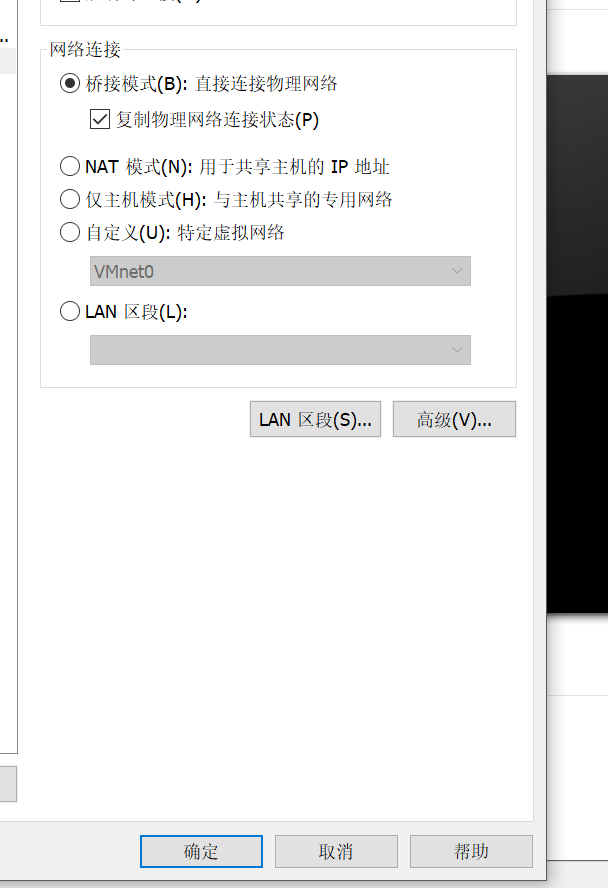 网络连接
桥接模式(B): 直接连接物理网络
复制物理网络连接状态(P)
NAT 模式(N): 用于共享主机的 IP 地址
仅主机模式(H): 与主机共享的专用网络
自定义(U): 特定虚拟网络
VMnet0
LAN 区段(L):
LAN 区段(S)...
高级(V)...
确定
取消
帮助